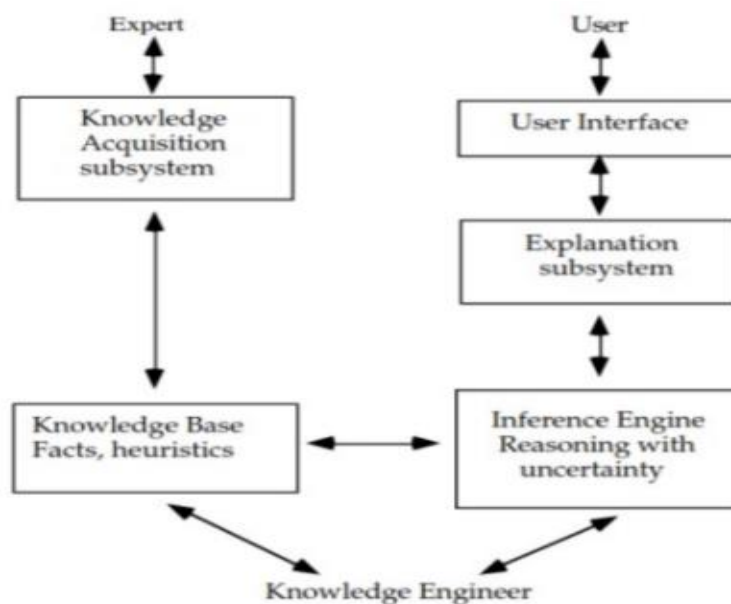 Expert
User
Knowledge
Acquisition
subsystem
User Interface
Explanation
subsystem
Knowledge Base
Facts, heuristics
Inference Engine
Reasoning with
uncertainty
Knowledge Engineer